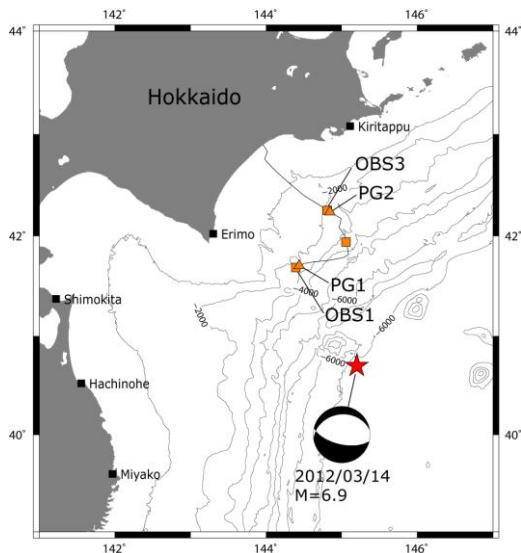 142˚ 144˚ 146˚
44˚ 44˚
Hokkaido
Kiritappu
OBS3
-2000
PG2
Erimo
42˚ 42˚
PG1
-4000
-6000
Shimokita
-2000
OBS1
6000
-6000
Hachinohe
40˚ 40˚
Miyako
2012/03/14
M=6.9
142˚ 144˚ 146˚